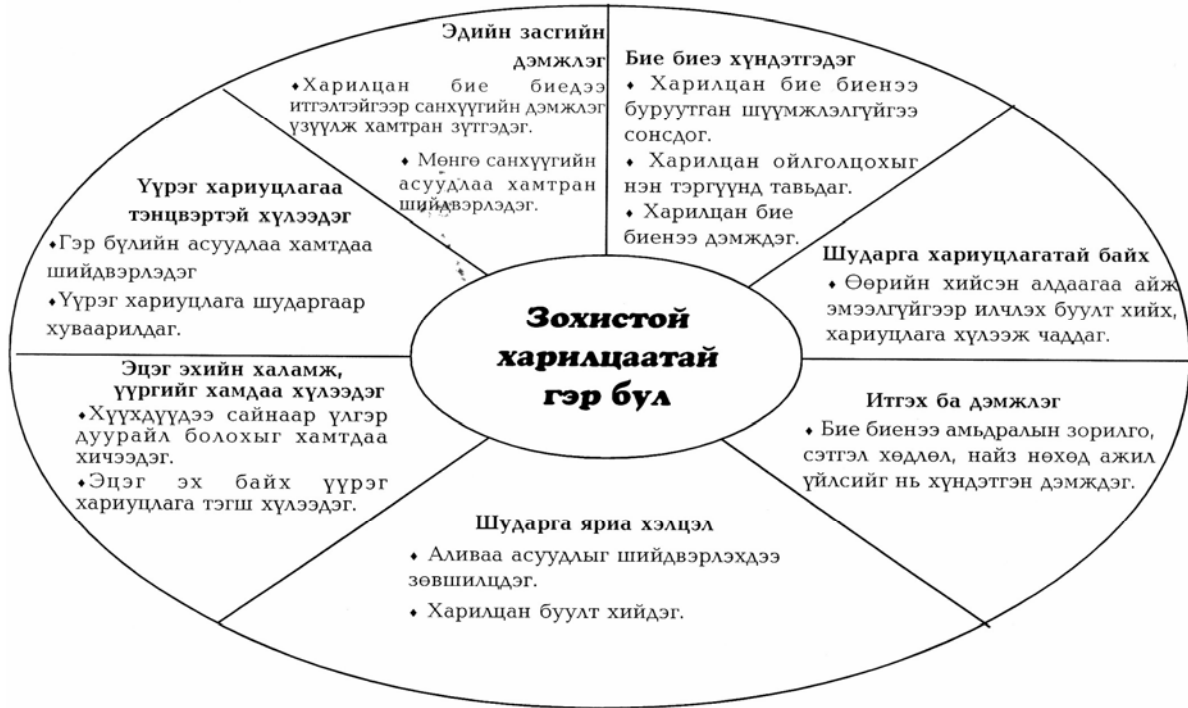 Эдийн засгийн
дэмжлэг
⬧Харилцан бие биедээ
итгэлтэйгээр санхүүгийн дэмжлэг
үзүүлж хамтран зүтгэдэг.
⬧ Мөнгө санхүүгийн
асуудлаа хамтран
шийдвэрлэдэг.
Бие биеэ хүндэтгэдэг
⬧ Харилцан бие биенээ
буруутган шүүмжлэлгүйгээ
сонсдог.
⬧ Харилцан ойлголцохыг
нэн тэргүүнд тавьдаг.
⬧ Харилцан бие
биенээ дэмждэг.
Шударга хариуцлагатай байх
⬧ Өөрийн хийсэн алдаагаа айж
эмээлгүйгээр илчлэх буулт хийх,
хариуцлага хүлээж чаддаг.
Итгэх ба дэмжлэг
⬧ Бие биенээ амьдралын зорилго,
сэтгэл хөдлөл, найз нөхөд ажил
үйлсийг нь хүндэтгэн дэмждэг.
Шударга яриа хэлцэл
⬧ Аливаа асуудлыг шийдвэрлэхдээ
зөвшилцдэг.
⬧ Харилцан буулт хийдэг.
Эцэг эхийн халамж,
үүргийг хамдаа хүлээдэг
⬧Хүүхдүүдээ сайнаар үлгэр
дуурайл болохыг хамтдаа
хичээдэг.
⬧Эцэг эх байх үүрэг
хариуцлага тэгш хүлээдэг.
Үүрэг хариуцлагаа
тэнцвэртэй хүлээдэг
⬧Гэр бүлийн асуудлаа хамтдаа
шийдвэрлэдэг
⬧Үүрэг хариуцлага шударгаар
хуваарилдаг.
Зохистой
харилцаатай
гэр бүл